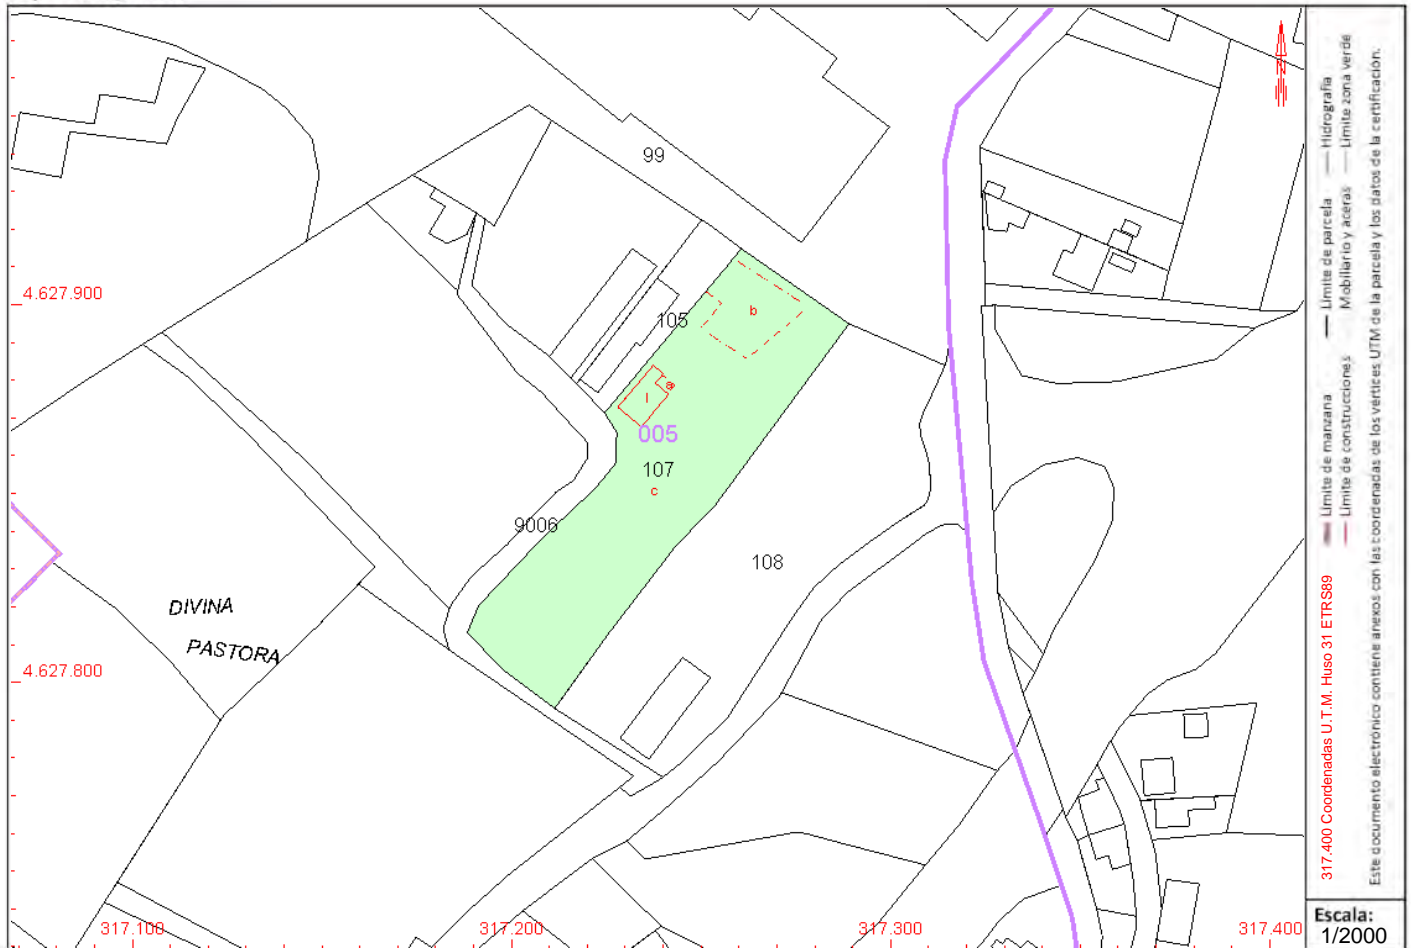 99
4.627.900
b
105
I
a
005
107
c
9006
108
DIVINA
PASTORA
4.627.800
317.100
317.200
317.300
317.400
317.400 Coordenadas U.T.M. Huso 31 ETRS89
Límite de manzana
Límite de parcela
Hidrografía
Límite de construcciones
Mobiliario y aceras
Límite zona verde
Este documento electrónico contiene anexos con las coordenadas de los vértices UTM de la parcela y los datos de la certificación.
Escala:
1/2000